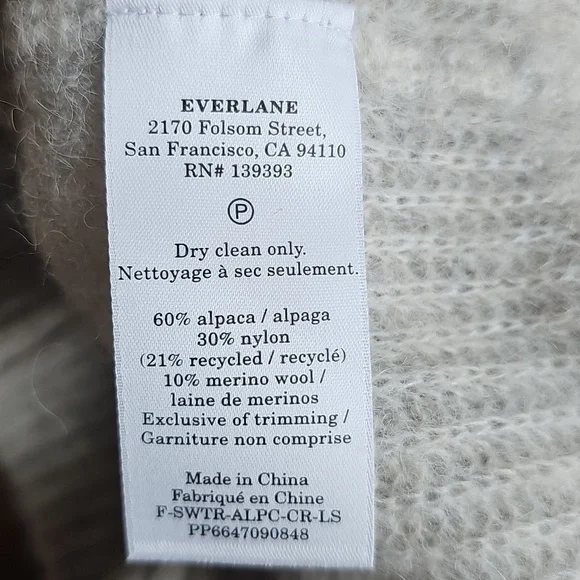 EVERLANE
2170 Folsom Street,
San Francisco, CA 94110
RN# 139393
P
Dry clean only.
Nettoyage à sec seulement.
60% alpaca / alpaga
30% nylon
(21% recycled / recyclé)
10% merino wool /
laine de merinos
Exclusive of trimming /
Garniture non comprise
Made in China
Fabriqué en Chine
F-SWTR-ALPC-CR-LS
PP6647090848